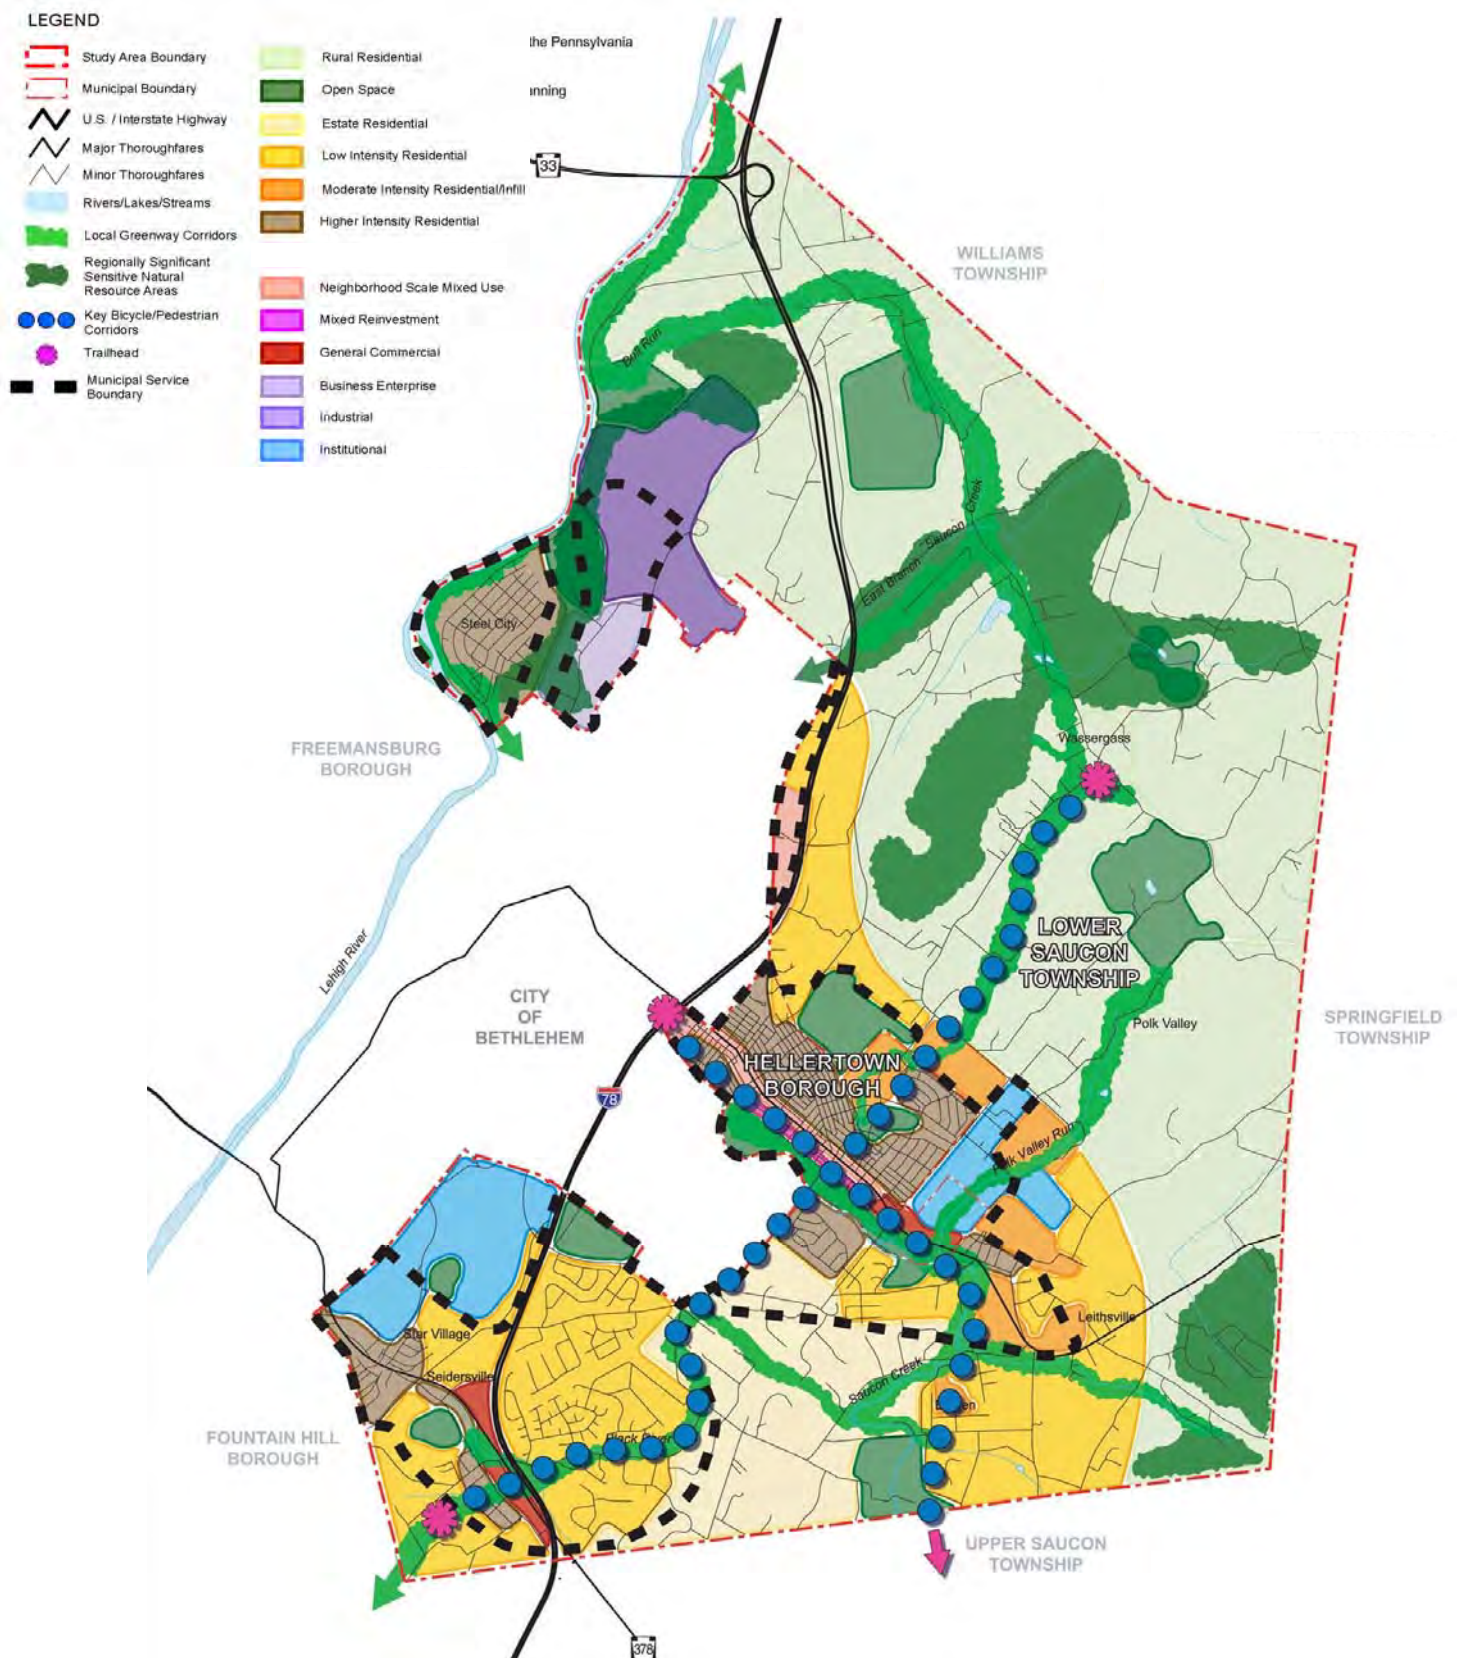 LEGEND
Study Area Boundary
Municipal Boundary
U.S. / Interstate Highway
Major Thoroughfares
Minor Thoroughfares
Rivers/Lakes/Streams
Local Greenway Corridors
Regionally Significant
Sensitive Natural
Resource Areas
Key Bicycle/Pedestrian
Corridors
Trailhead
Municipal Service
Boundary
Rural Residential
Open Space
Estate Residential
Low Intensity Residential
Moderate Intensity Residential/Infill
Higher Intensity Residential
Neighborhood Scale Mixed Use
Mixed Reinvestment
General Commercial
Business Enterprise
Industrial
Institutional
the Pennsylvania
33
WILLIAMS
TOWNSHIP
Bull Run
East Branch Saucon Creek
Steel City
FREEMANSBURG
BOROUGH
Wassergass
LOWER
SAUCON
TOWNSHIP
Lehigh River
CITY
OF
BETHLEHEM
Polk Valley
SPRINGFIELD
TOWNSHIP
HELLERTOWN
BOROUGH
78
Polk Valley Run
Leithsville
Star Village
Seidersville
Saucon Creek
FOUNTAIN HILL
BOROUGH
Black River
UPPER SAUCON
TOWNSHIP
378